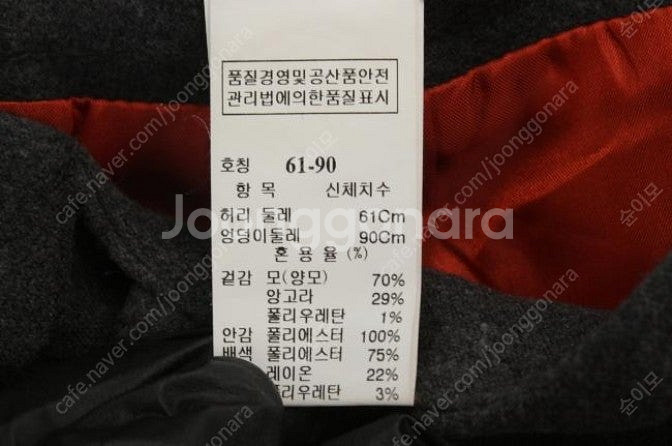 품질경영및공산품안전
관리법에의한품질표시
호칭 61-90
항 목 신체치수
허리 둘레 61Cm
엉덩이둘레 90Cm
혼 용 율 (%)
겉감 모(양모) 70%
앙고라 29%
폴리우레탄 1%
안감 폴리에스터 100%
배색 폴리에스터 75%
레이온 22%
폴리우레탄 3%
Joonggonara
cafe.naver.com/joonggonara
순이모